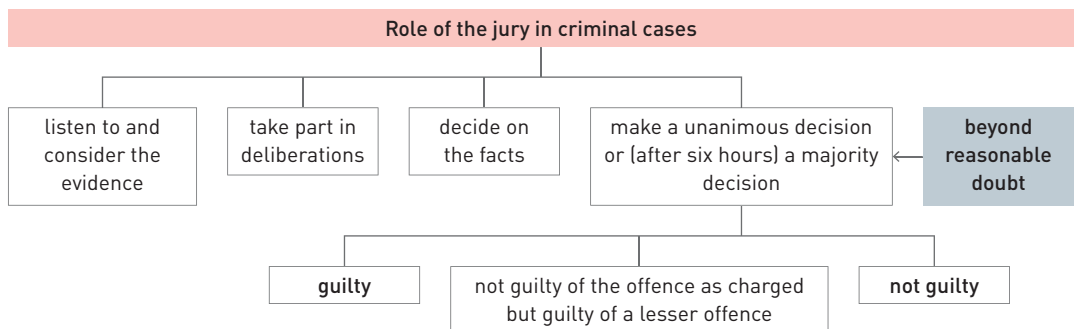 Role of the jury in criminal cases
listen to and
consider the
evidence
take part in
deliberations
decide on
the facts
make a unanimous decision
or (after six hours) a majority
decision
beyond
reasonable
doubt
guilty
not guilty of the offence as charged
but guilty of a lesser offence
not guilty